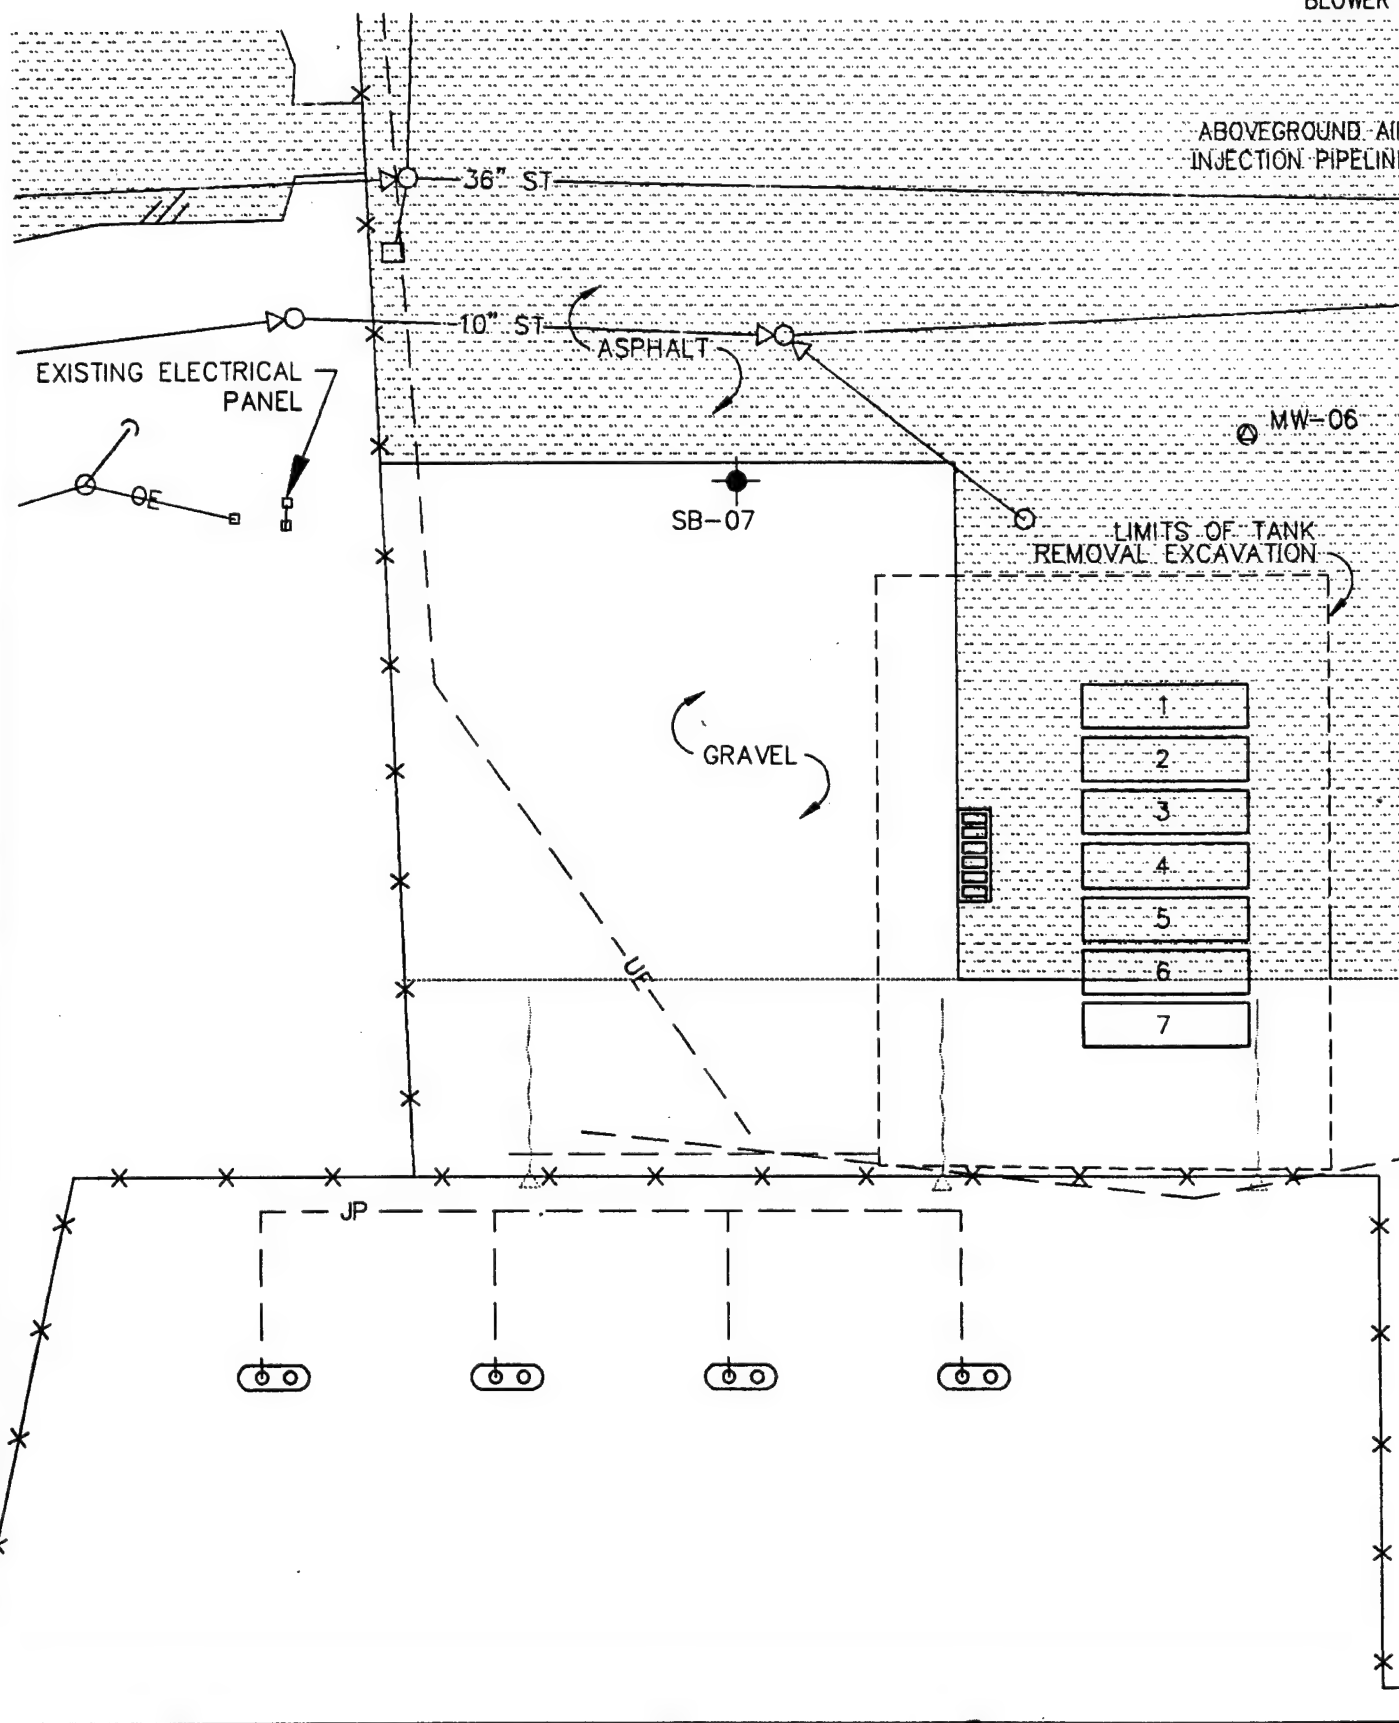 BLOWER
ABOVEGROUND AI
INJECTION PIPELIN
36" ST
10" ST
ASPHALT
EXISTING ELECTRICAL
PANEL
MW-06
OE
SB-07
LIMITS OF TANK
REMOVAL EXCAVATION
1
2
GRAVEL
3
4
5
UE
6
7
JP